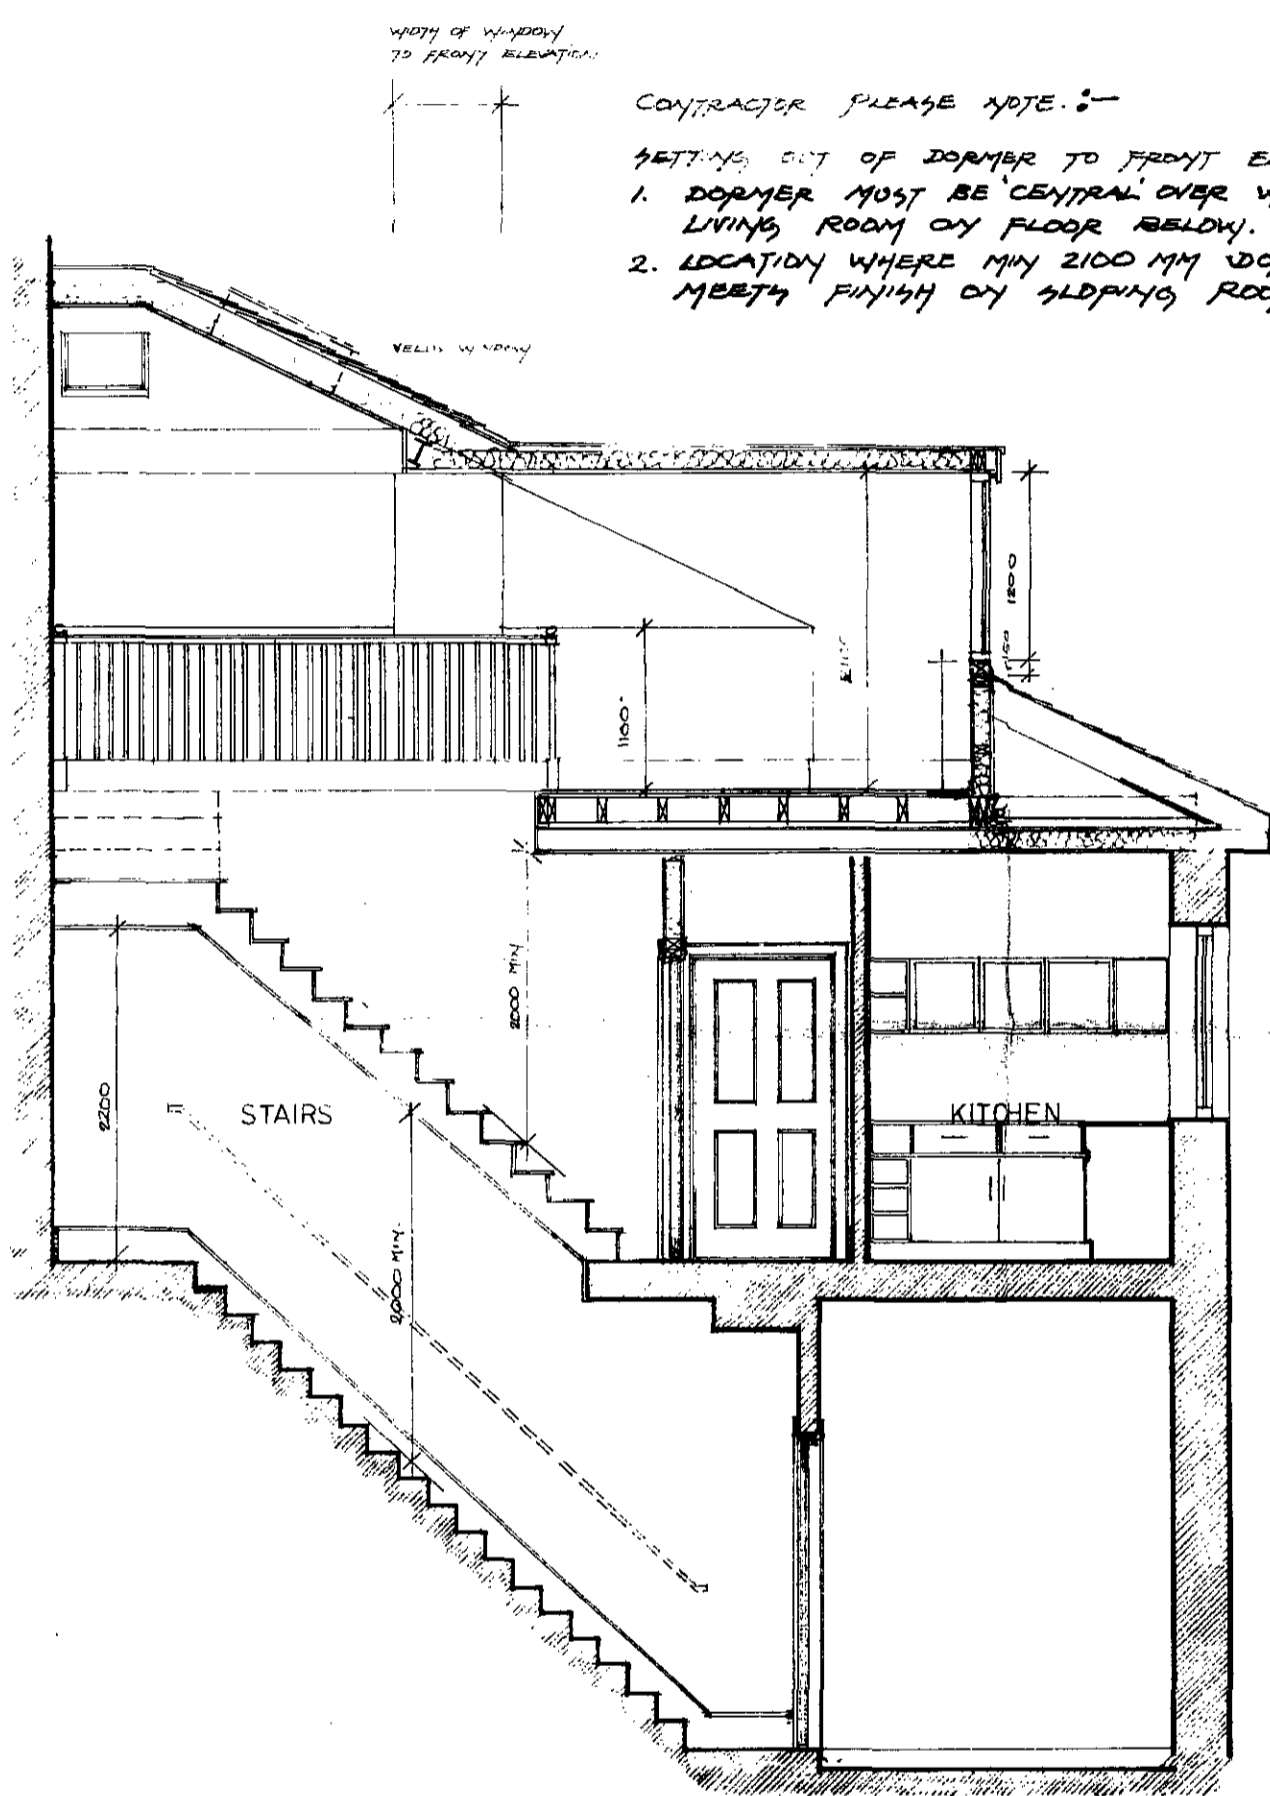 WIDTH OF WINDOW
TO FRONT ELEVATION
CONTRACTOR PLEASE NOTE :—
SETTING OUT OF DORMER TO FRONT
1. DORMER MUST BE 'CENTRAL' OVER
LIVING ROOM ON FLOOR BELOW.
2. LOCATION WHERE MIN 2100 MM
MEETS FINISH ON SLOPING
VELUX WINDOW
1200
150
1100
2000 MIN
2200
STAIRS
KITCHEN
2000 MIN.